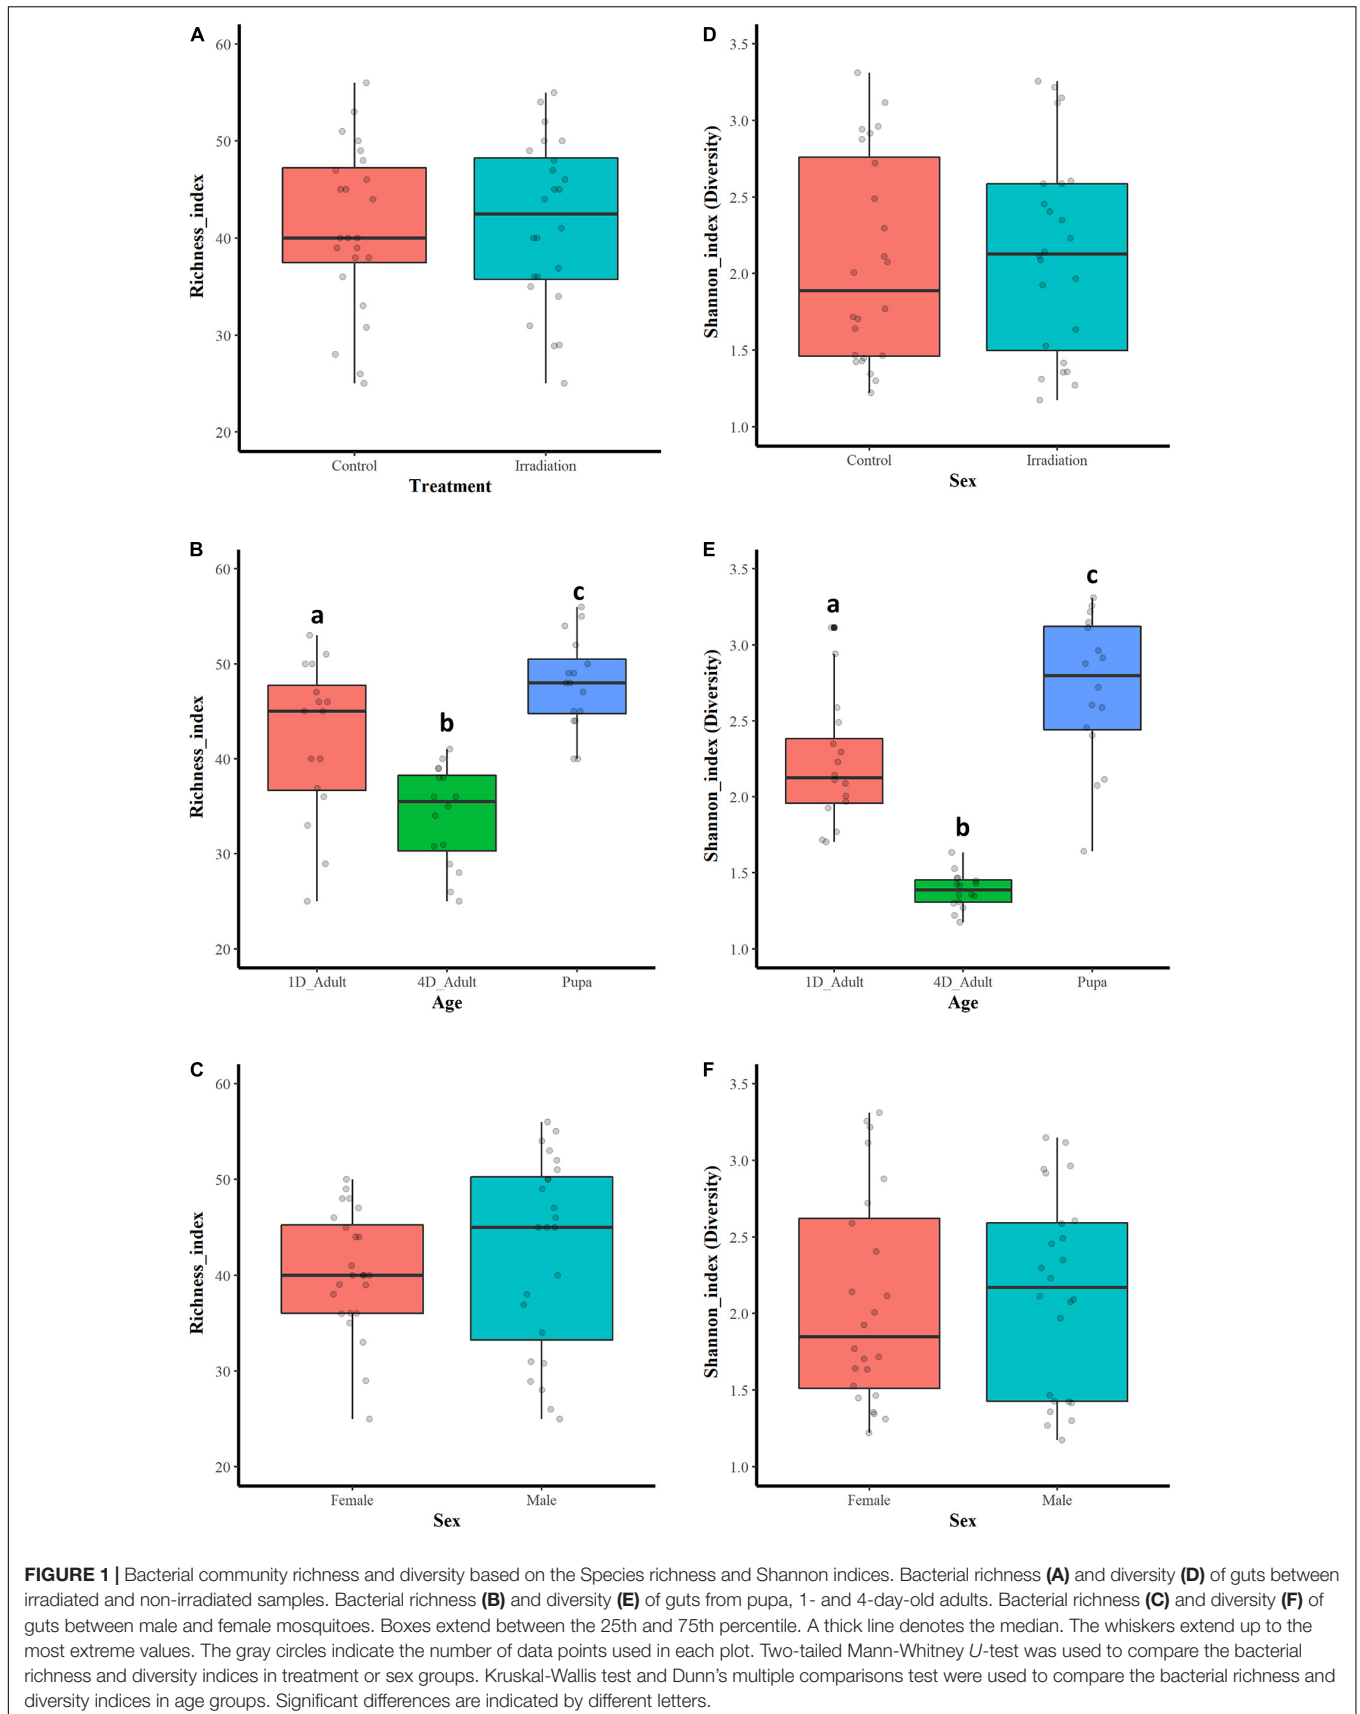 A
60
50
40
30
20
Richness_index
Control
Irradiation
Treatment
D
3.5
3.0
2.5
2.0
1.5
1.0
Shannon_index (Diversity)
Control
Irradiation
Sex
B
60
50
40
30
20
Richness_index
a
b
c
1D_Adult
4D_Adult
Pupa
Age
E
3.5
3.0
2.5
2.0
1.5
1.0
Shannon_index (Diversity)
a
b
c
1D_Adult
4D_Adult
Pupa
Age
C
60
50
40
30
20
Richness_index
Female
Male
Sex
F
3.5
3.0
2.5
2.0
1.5
1.0
Shannon_index (Diversity)
Female
Male
Sex
FIGURE 1 | Bacterial community richness and diversity based on the Species richness and Shannon indices. Bacterial richness (A) and diversity (D) of guts between
irradiated and non-irradiated samples. Bacterial richness (B) and diversity (E) of guts from pupa, 1- and 4-day-old adults. Bacterial richness (C) and diversity (F) of
guts between male and female mosquitoes. Boxes extend between the 25th and 75th percentile. A thick line denotes the median. The whiskers extend up to the
most extreme values. The gray circles indicate the number of data points used in each plot. Two-tailed Mann-Whitney U-test was used to compare the bacterial
richness and diversity indices in treatment or sex groups. Kruskal-Wallis test and Dunn's multiple comparisons test were used to compare the bacterial richness and
diversity indices in age groups. Significant differences are indicated by different letters.